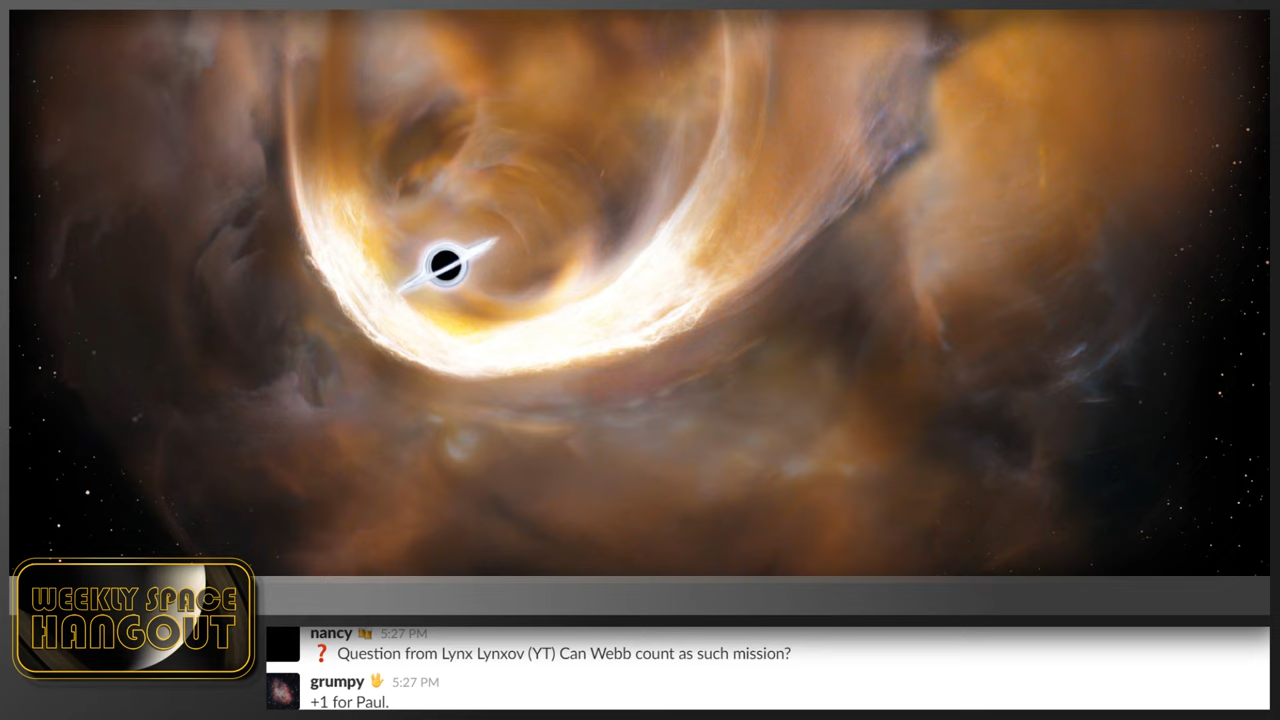 WEEKLY SPACE
HANGOUT
nancy 5:27 PM
❓ Question from Lynx Lynxov (YT) Can Webb count as such mission?
grumpy 🖖 5:27 PM
+1 for Paul.